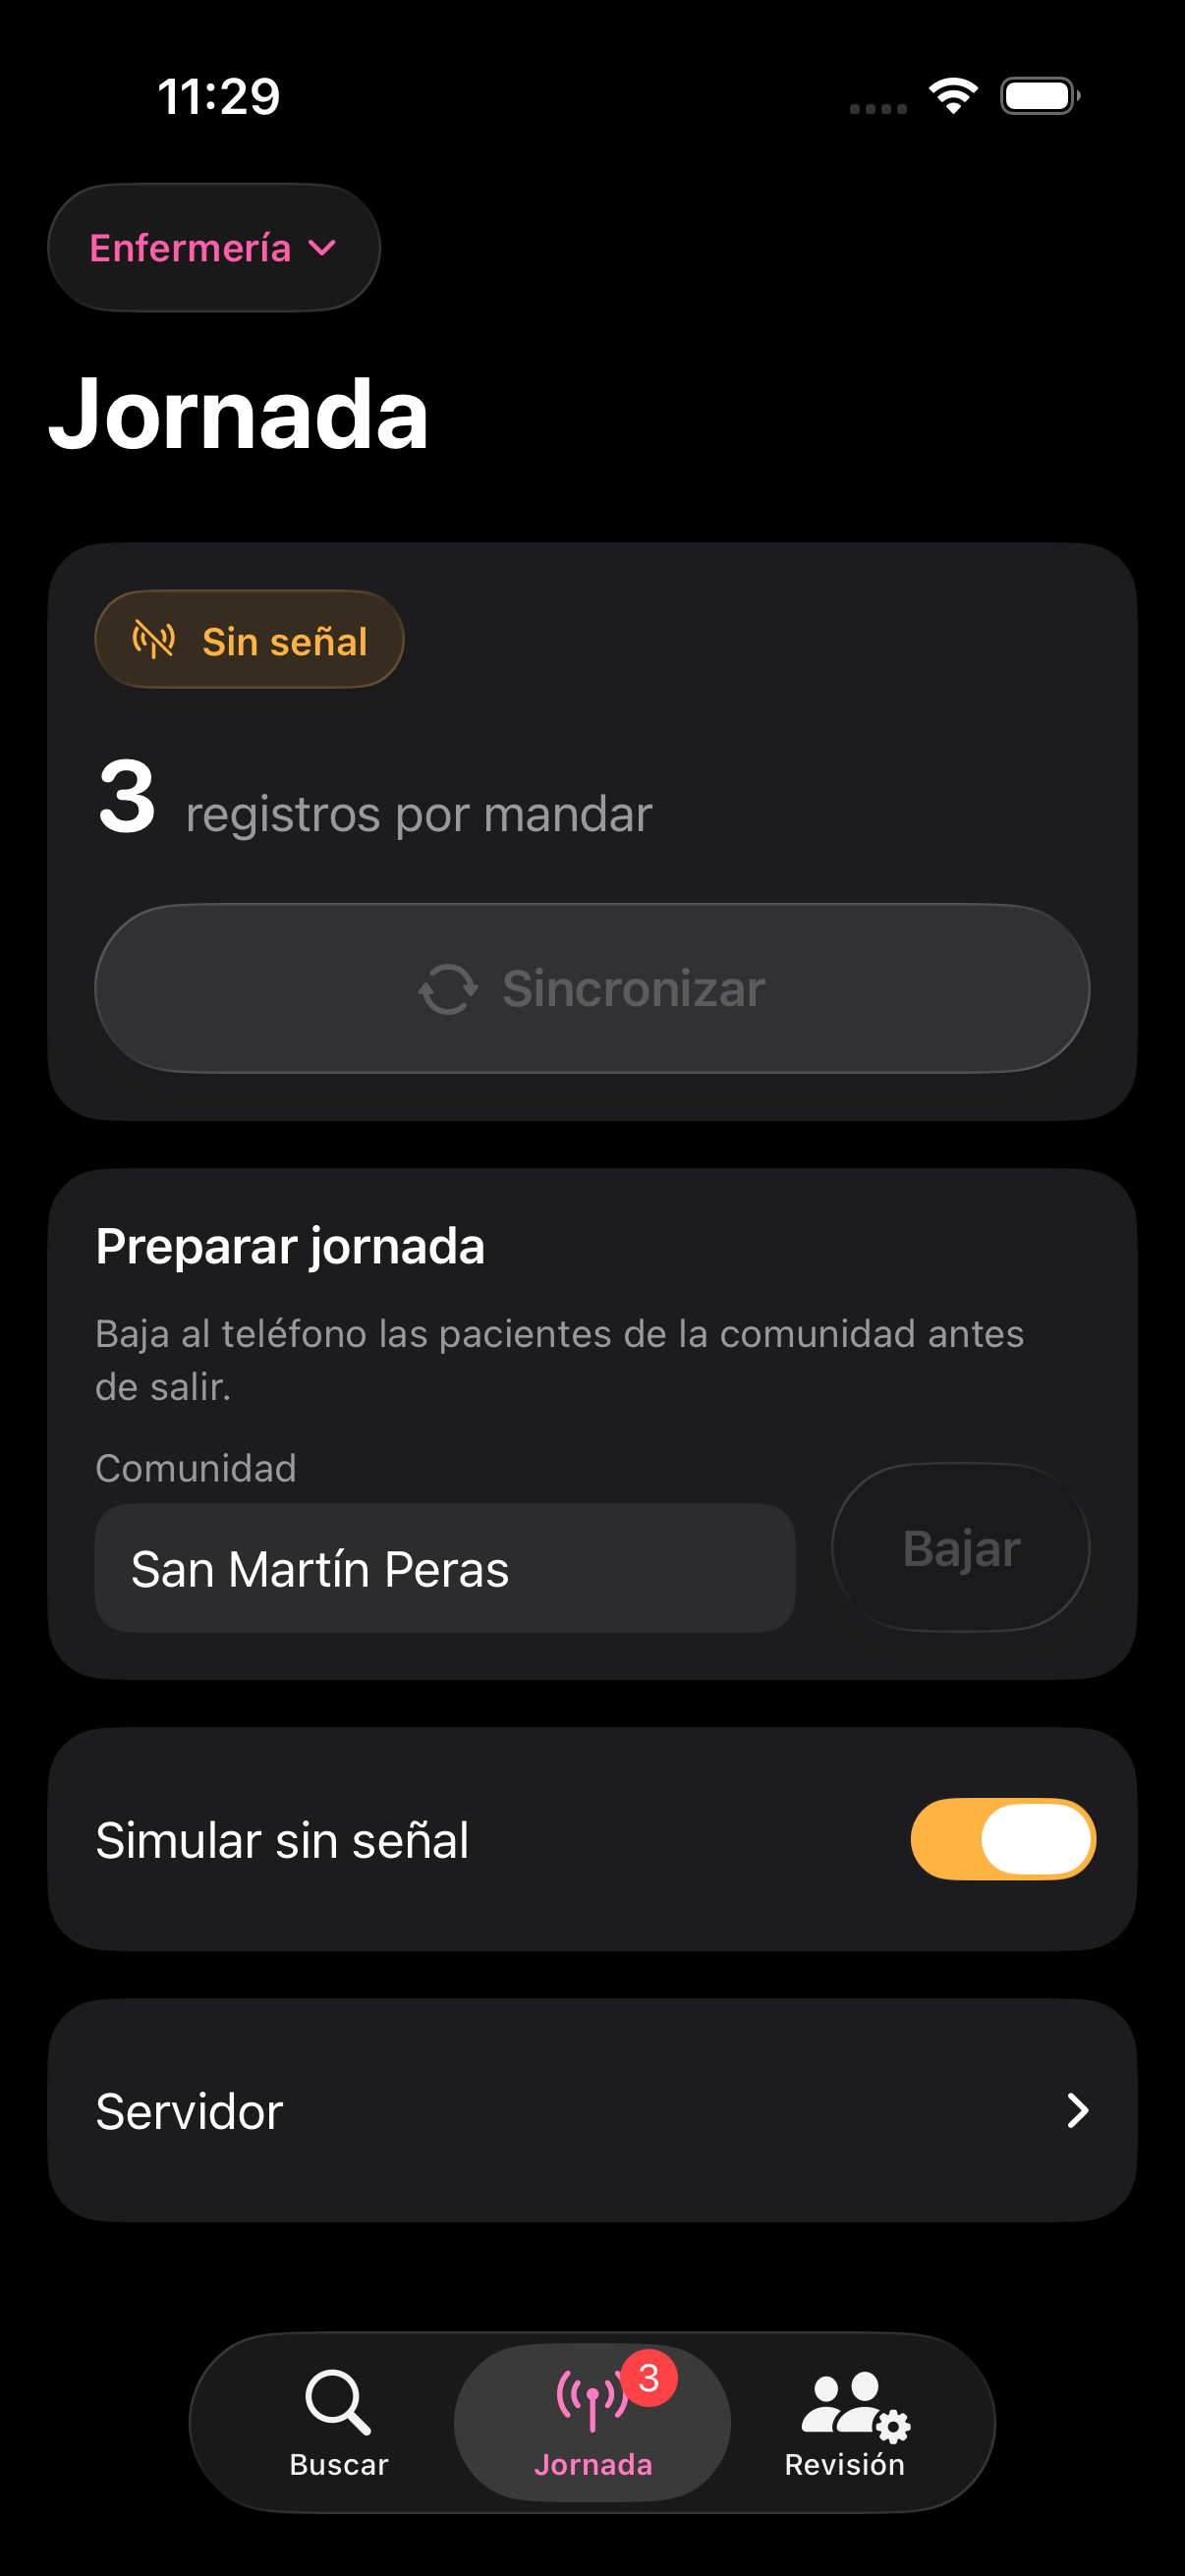 11:29
Enfermería
Jornada
Sin señal
3 registros por mandar
Sincronizar
Preparar jornada
Baja al teléfono las pacientes de la comunidad antes
de salir.
Comunidad
San Martín Peras
Bajar
Simular sin señal
Servidor
3
Buscar
Jornada
Revisión